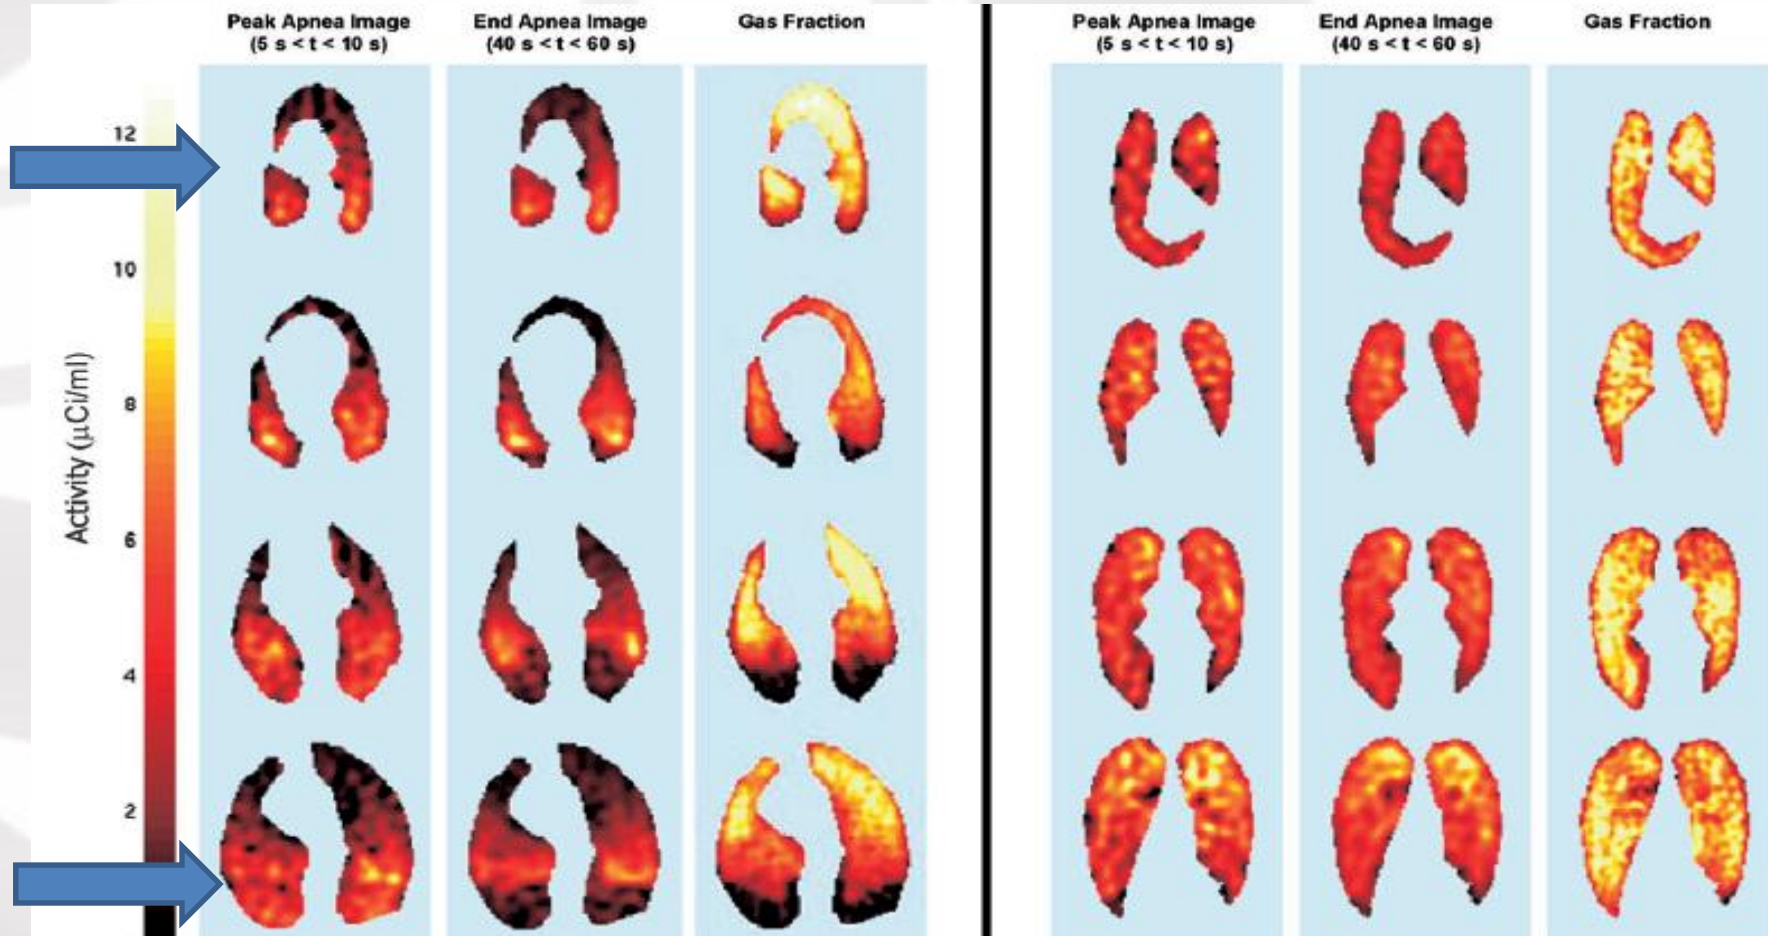 Peak Apnea Image
(5 s < t < 10 s)
End Apnea Image
(40 s < t < 60 s)
Gas Fraction
Peak Apnea Image
(5 s < t < 10 s)
End Apnea Image
(40 s < t < 60 s)
Gas Fraction
Activity (μCi/ml)
12
10
8
6
4
2